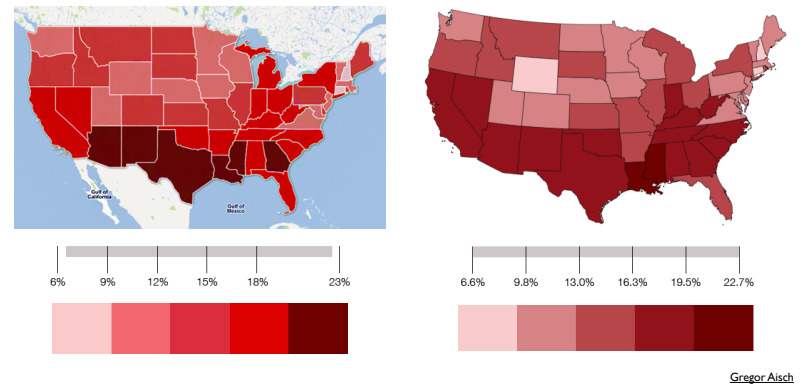 Gulf of
California
Gulf of
Mexico
6% 9% 12% 15% 18% 23%
6.6% 9.8% 13.0% 16.3% 19.5% 22.7%
Gregor Aisch